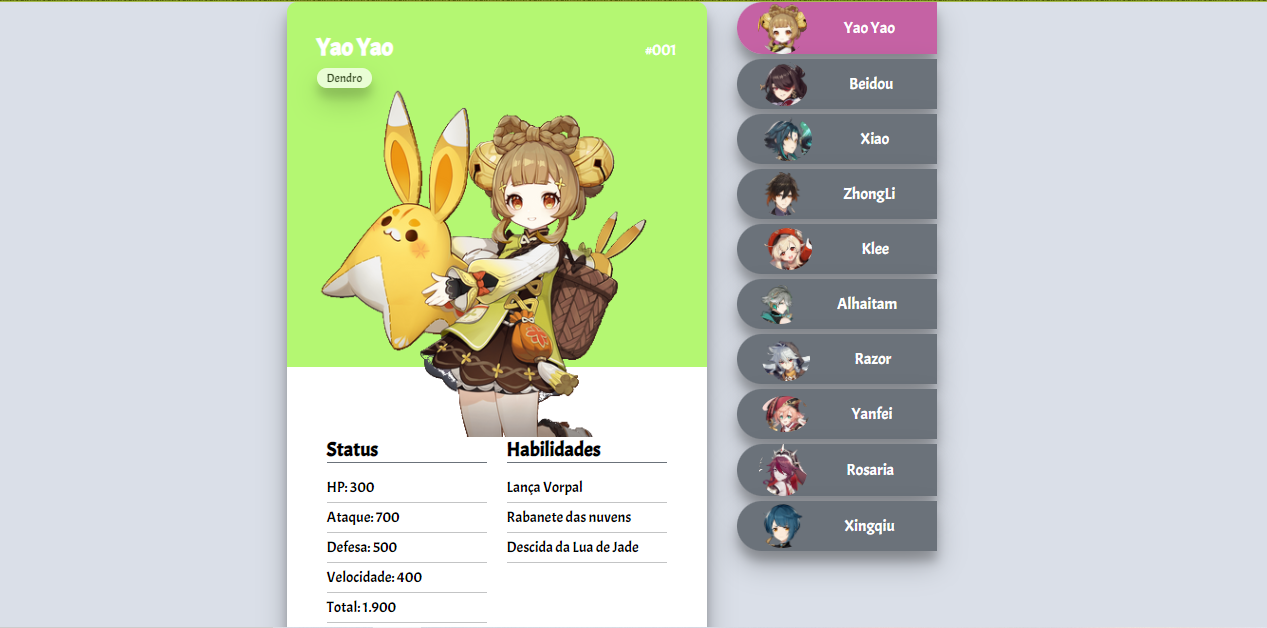 Yao Yao
#001
Dendro
Status
HP: 300
Ataque: 700
Defesa: 500
Velocidade: 400
Total: 1.900
Habilidades
Lança Vorpal
Rabanete das nuvens
Descida da Lua de Jade
Yao Yao
Beidou
Xiao
ZhongLi
Klee
Alhaitam
Razor
Yanfei
Rosaria
Xingqiu